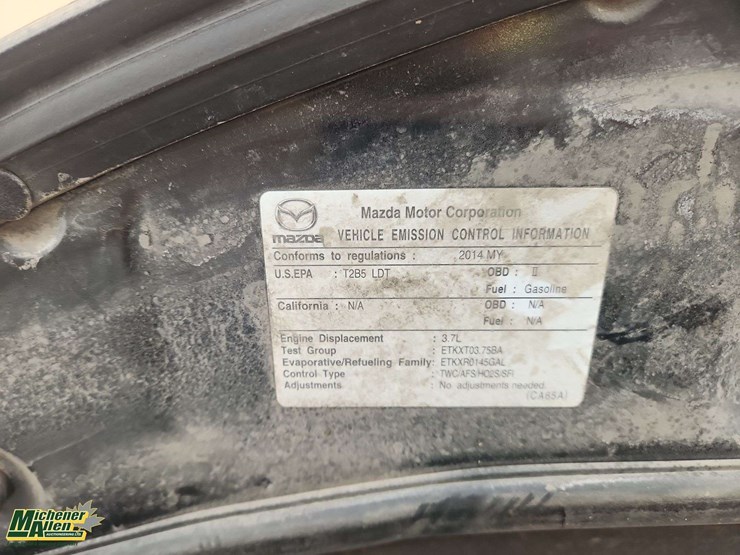 Mazda Motor Corporation
mazda VEHICLE EMISSION CONTROL INFORMATION
Conforms to regulations : 2014 MY
U.S.EPA : T2B5 LDT OBD : II
Fuel : Gasoline
California : N/A OBD : N/A
Fuel : N/A
Engine Displacement : 3.7L
Test Group : ETKXT03.75BA
Evaporative/Refueling Family: ETKXR0145GAL
Control Type : TWC/AFS/HO2S/SFI
Adjustments : No adjustments needed.
(CA65A)
Michener
Allen
AUCTIONEERING LTD